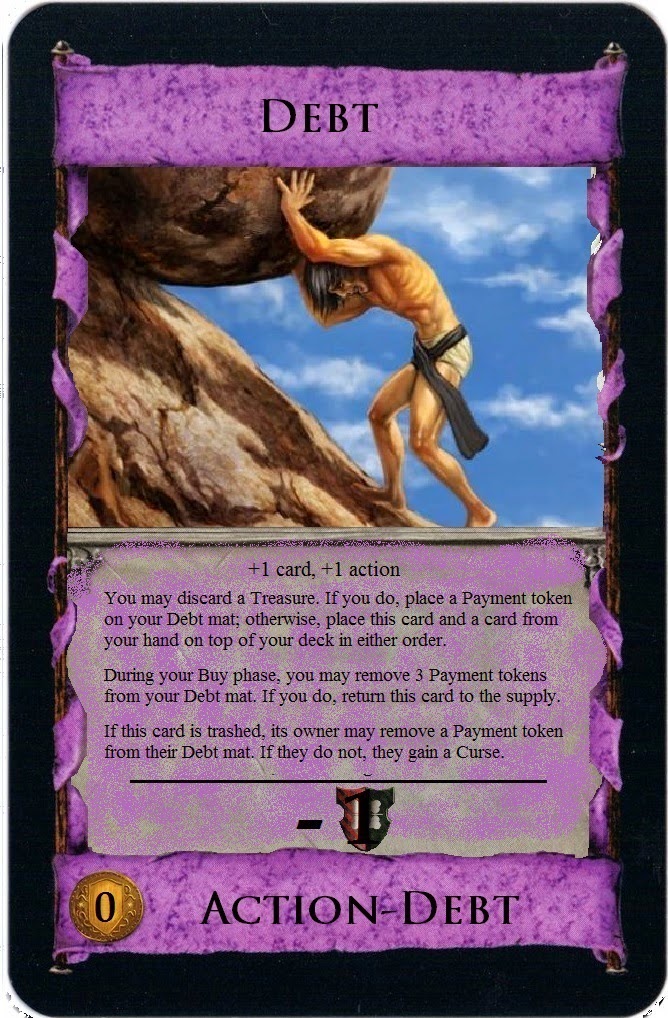 DEBT
+1 card, +1 action
You may discard a Treasure. If you do, place a Payment token
on your Debt mat; otherwise, place this card and a card from
your hand on top of your deck in either order.
During your Buy phase, you may remove 3 Payment tokens
from your Debt mat. If you do, return this card to the supply.
If this card is trashed, its owner may remove a Payment token
from their Debt mat. If they do not, they gain a Curse.
-1
0
ACTION-DEBT